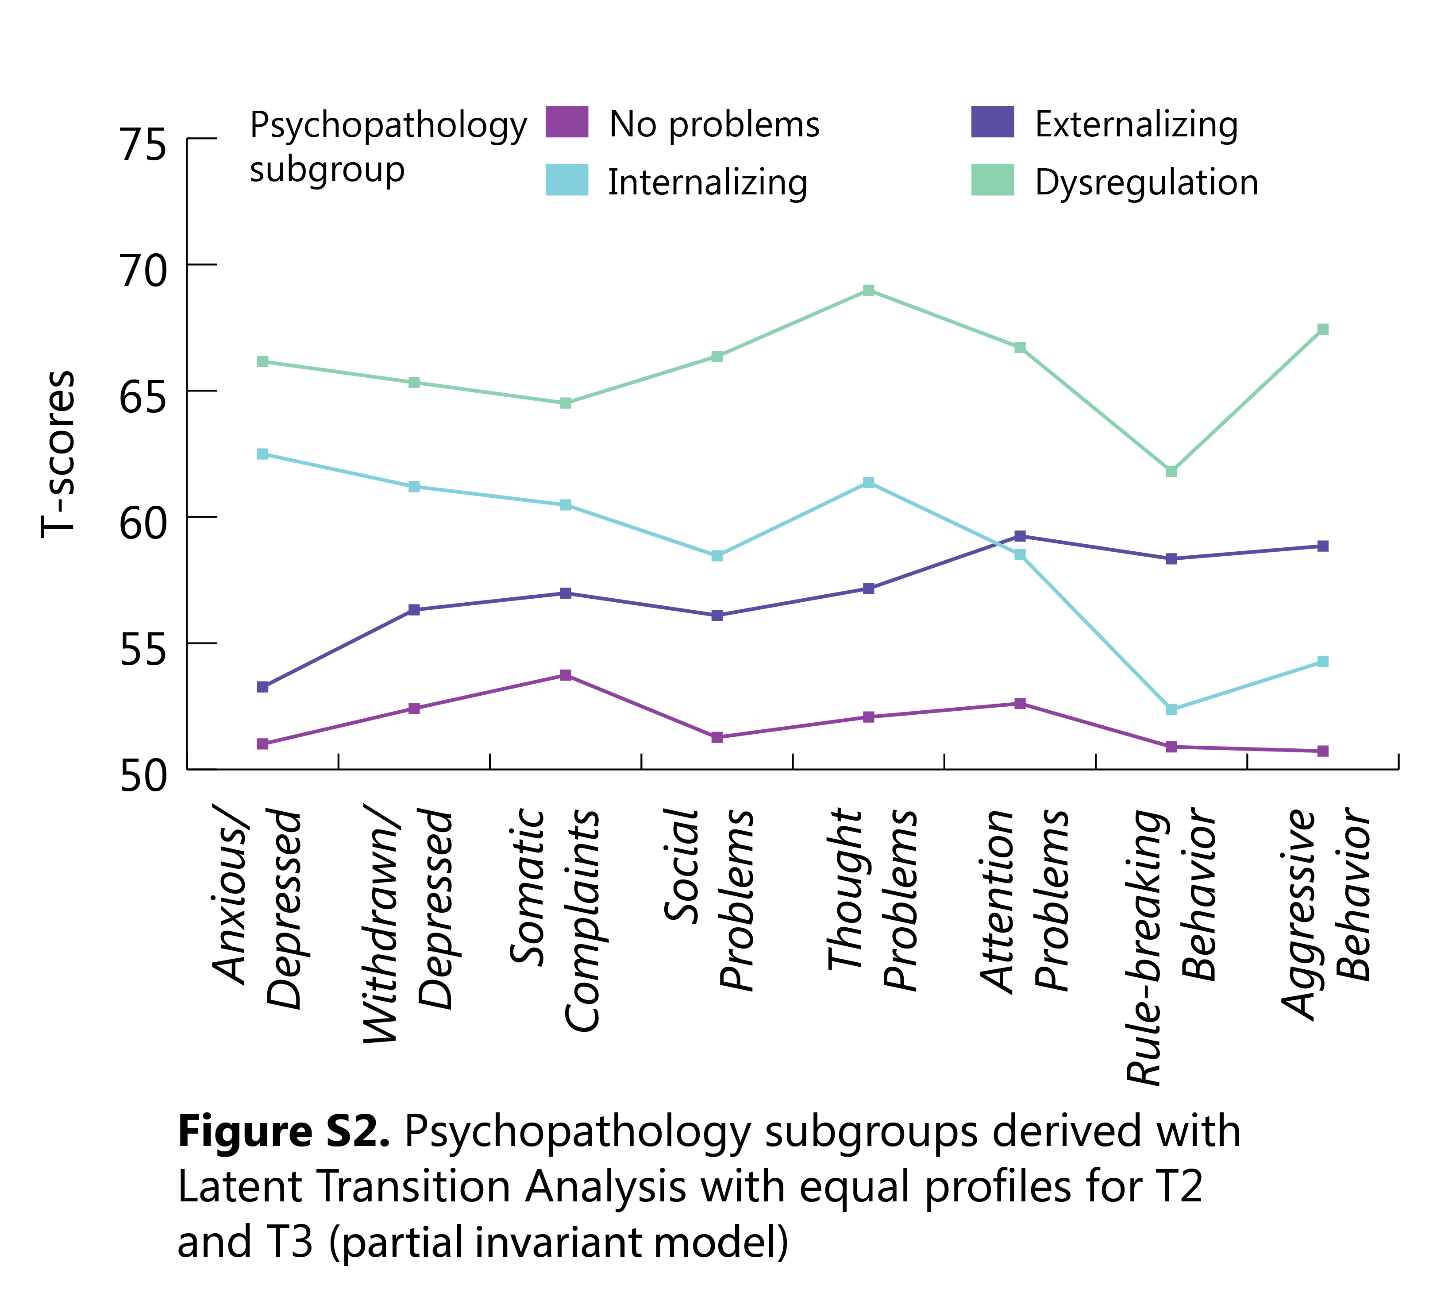 Psychopathology
subgroup
No problems
Externalizing
Internalizing
Dysregulation
75
70
65
60
55
50
T-scores
Anxious/
Depressed
Withdrawn/
Depressed
Somatic
Complaints
Social
Problems
Thought
Problems
Attention
Problems
Rule-breaking
Behavior
Aggressive
Behavior
Figure S2. Psychopathology subgroups derived with
Latent Transition Analysis with equal profiles for T2
and T3 (partial invariant model)